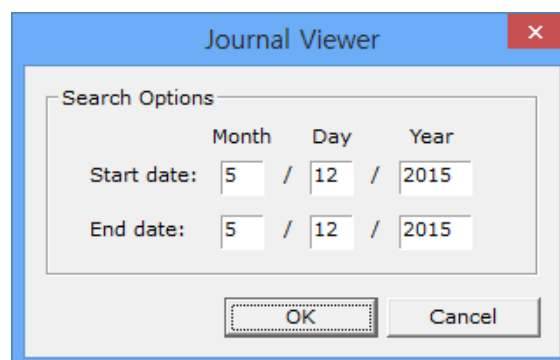 Journal Viewer
x
Search Options
Month Day Year
Start date: 5 / 12 / 2015
End date: 5 / 12 / 2015
OK Cancel